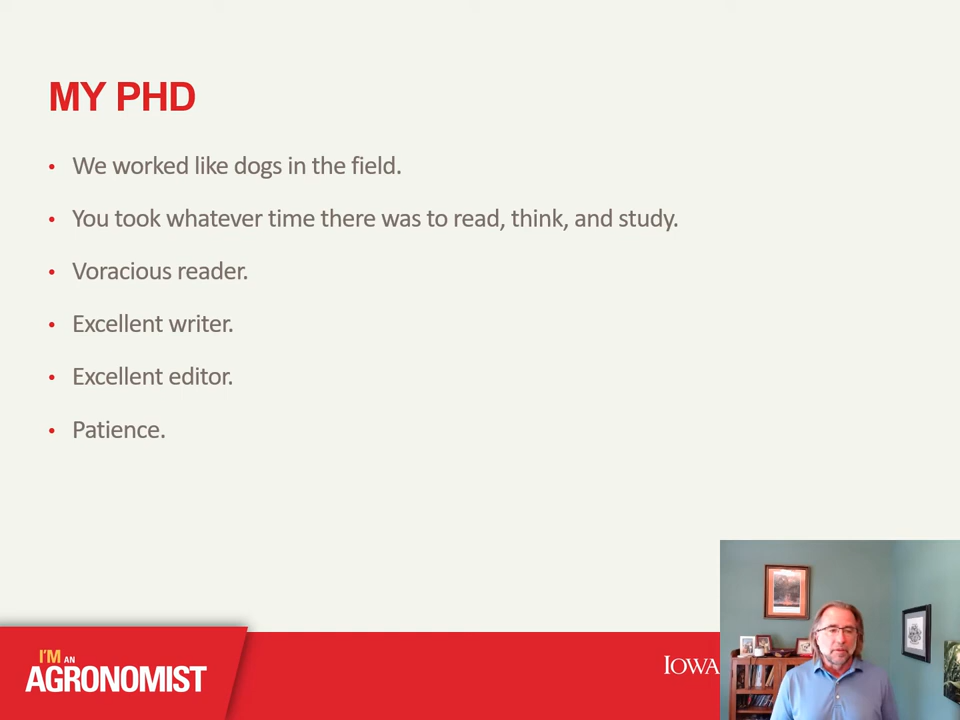 MY PHD
• We worked like dogs in the field.
• You took whatever time there was to read, think, and study.
• Voracious reader.
• Excellent writer.
• Excellent editor.
• Patience.
I'M AN
AGRONOMIST
IOWA